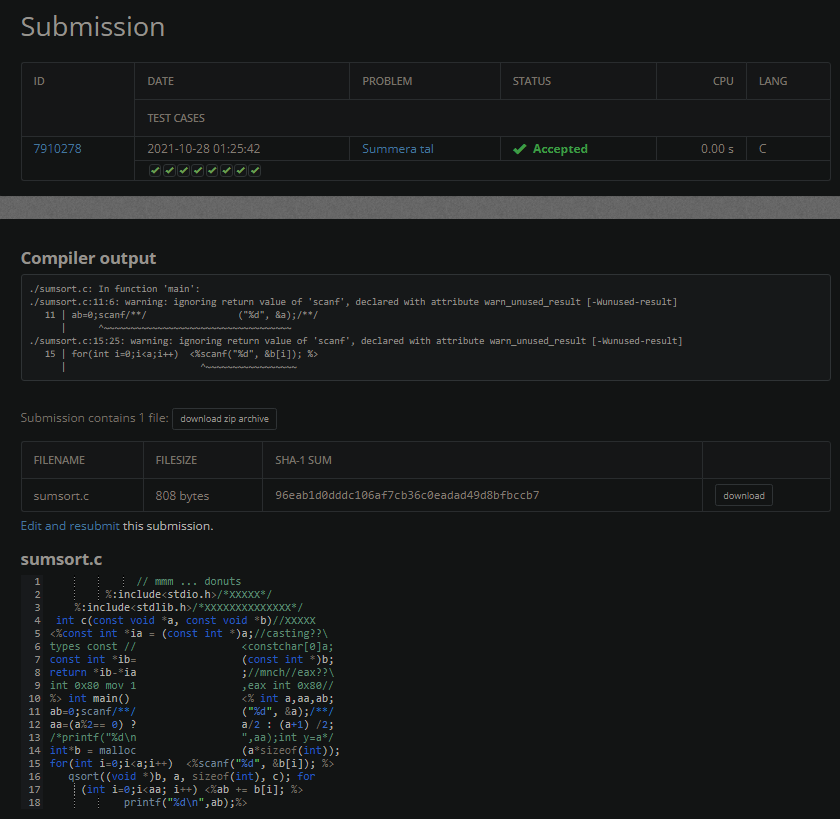 Submission
ID DATE PROBLEM STATUS CPU LANG
TEST CASES
7910278 2021-10-28 01:25:42 Summera tal Accepted 0.00 s C
Compiler output
./sumsort.c: In function 'main':
./sumsort.c:11:6: warning: ignoring return value of 'scanf', declared with attribute warn_unused_result [-Wunused-result]
   11 | ab=0;scanf/**/                 ("%d", &a);/**/
      |      ^~~~~~~~~~~~~~~~~~~~~~~~~~~~~~~~~~~~
./sumsort.c:15:25: warning: ignoring return value of 'scanf', declared with attribute warn_unused_result [-Wunused-result]
   15 | for(int i=0;i<a;i++)  <%scanf("%d", &b[i]); %>
      |                         ^~~~~~~~~~~~~~~~~~
Submission contains 1 file: download zip archive
FILENAME FILESIZE SHA-1 SUM
sumsort.c 808 bytes 96eab1d0dddc106af7cb36c0eadad49d8bfbccb7 download
Edit and resubmit this submission.
sumsort.c
1               // mmm ... donuts
2          %:include<stdio.h>/*XXXXX*/
3     %:include<stdlib.h>/*XXXXXXXXXXXXXX*/
4  int c(const void *a, const void *b)//XXXXX
5 <%const int *ia = (const int *)a;//casting??\
6 types const //                 <constchar[0]a;
7 const int *ib=                 (const int *)b;
8 return *ib-*ia                 ;//mnch//eax??\
9 int 0x80 mov 1                 ,eax int 0x80//
10 %> int main()                  <% int a,aa,ab;
11 ab=0;scanf/**/                 ("%d", &a);/**/
12 aa=(a%2== 0) ?                 a/2 : (a+1) /2;
13 /*printf("%d\n                 ",aa);int y=a*/
14 int*b = malloc                 (a*sizeof(int));
15 for(int i=0;i<a;i++)  <%scanf("%d", &b[i]); %>
16    qsort((void *)b, a, sizeof(int), c); for
17      (int i=0;i<aa; i++) <%ab += b[i]; %>
18             printf("%d\n",ab);%>